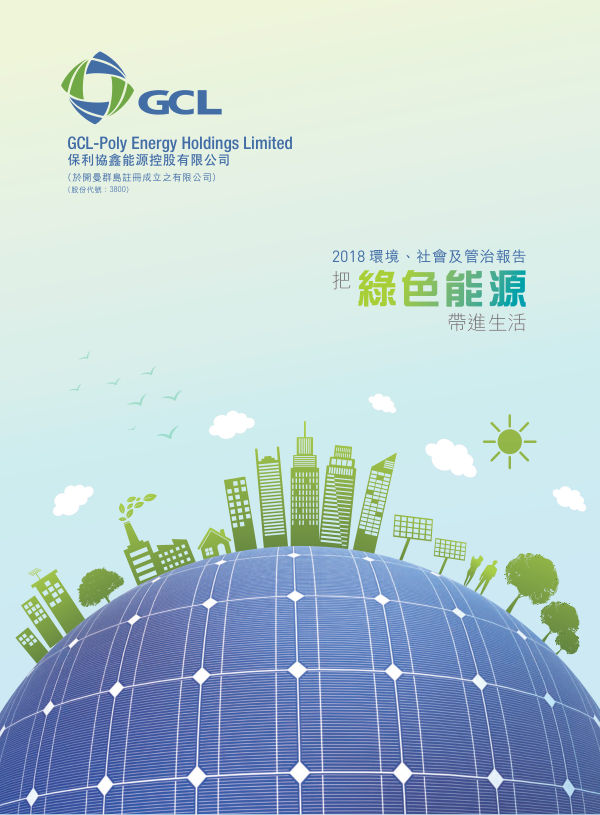 GCL
GCL-Poly Energy Holdings Limited
保利協鑫能源控股有限公司
(於開曼群島註冊成立之有限公司)
(股份代號：3800)
2018 環境、社會及管治報告
把 綠色能源
帶進生活